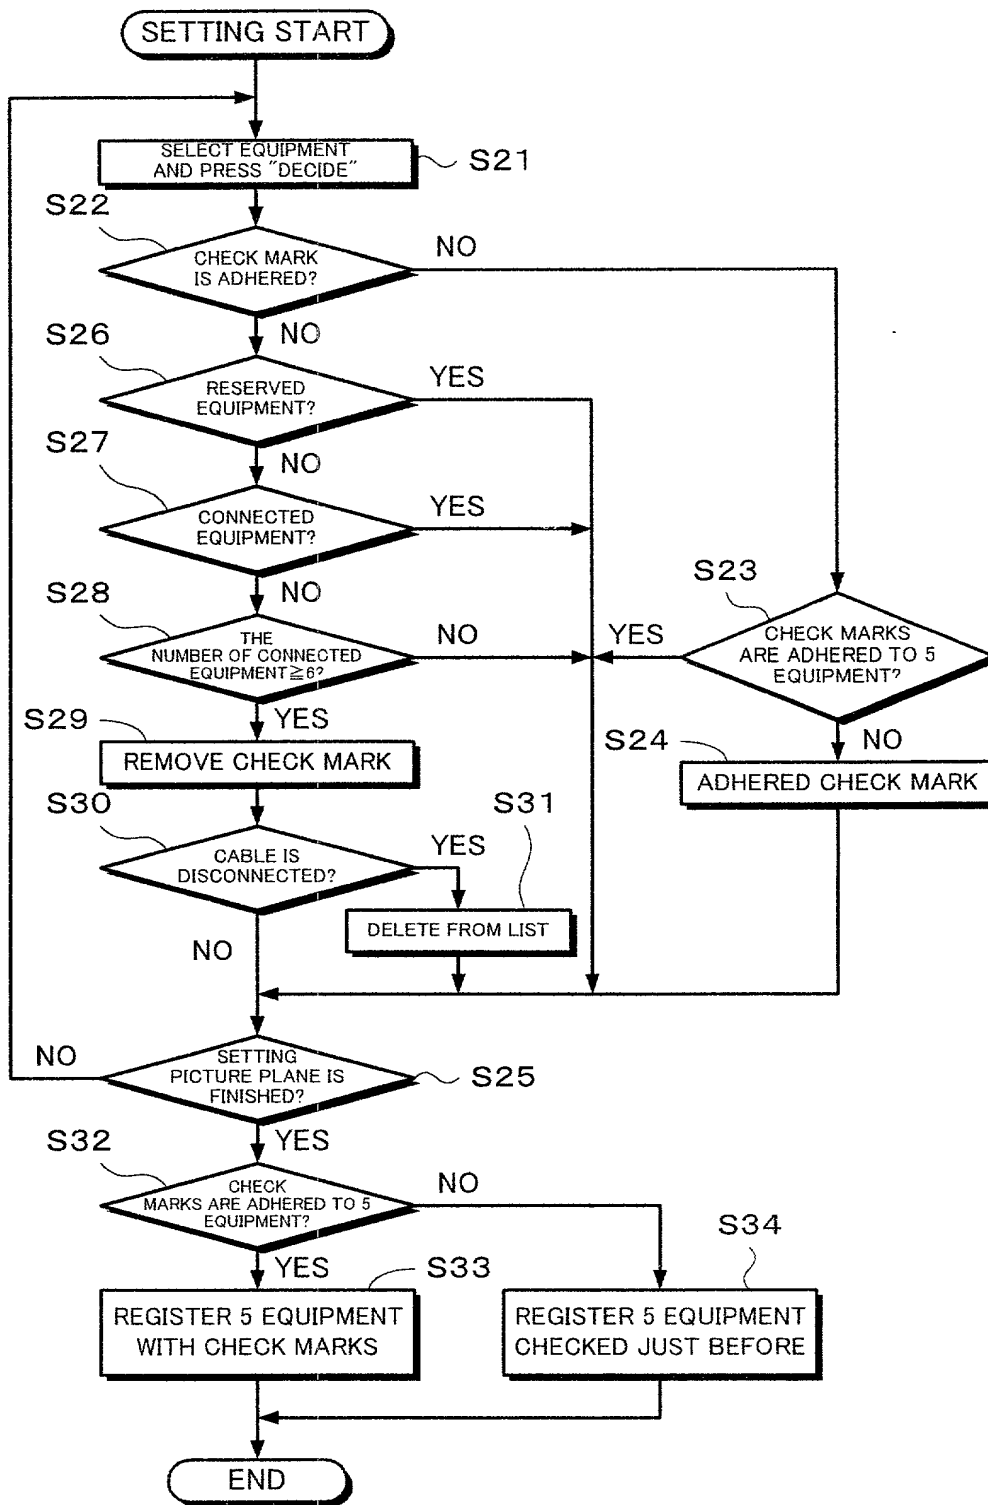 SETTING START
SELECT EQUIPMENT
AND PRESS "DECIDE"
S21
S22
CHECK MARK
IS ADHERED?
NO
NO
S26
RESERVED
EQUIPMENT?
YES
NO
S27
CONNECTED
EQUIPMENT?
YES
NO
S28
THE
NUMBER OF CONNECTED
EQUIPMENT≧6?
NO
YES
S23
CHECK MARKS
ARE ADHERED TO 5
EQUIPMENT?
YES
NO
S29
REMOVE CHECK MARK
S24
ADHERED CHECK MARK
S30
CABLE IS
DISCONNECTED?
YES
S31
DELETE FROM LIST
NO
SETTING
PICTURE PLANE IS
FINISHED?
S25
NO
YES
S32
CHECK
MARKS ARE ADHERED TO 5
EQUIPMENT?
NO
YES
S33
REGISTER 5 EQUIPMENT
WITH CHECK MARKS
S34
REGISTER 5 EQUIPMENT
CHECKED JUST BEFORE
END